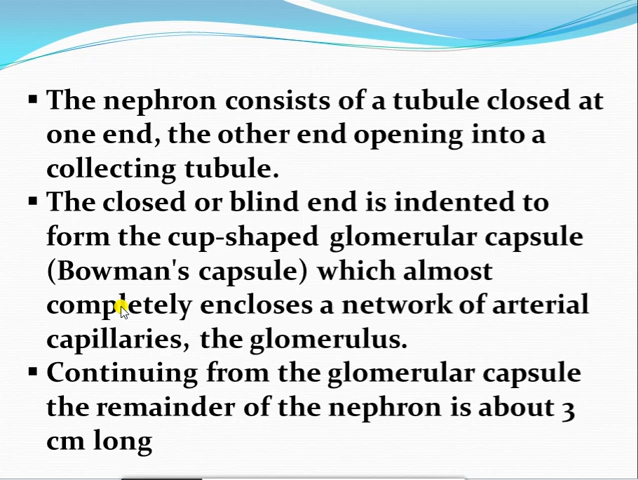 ▪ The nephron consists of a tubule closed at
one end, the other end opening into a
collecting tubule.
▪ The closed or blind end is indented to
form the cup-shaped glomerular capsule
(Bowman's capsule) which almost
completely encloses a network of arterial
capillaries, the glomerulus.
▪ Continuing from the glomerular capsule
the remainder of the nephron is about 3
cm long